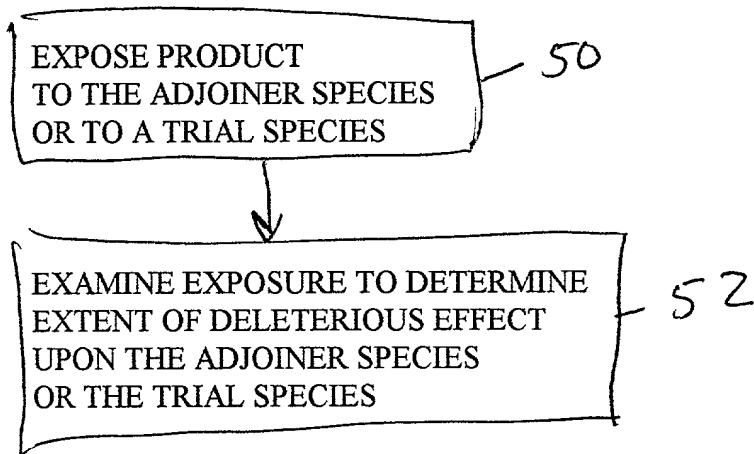 EXPOSE PRODUCT
TO THE ADJOINER SPECIES
OR TO A TRIAL SPECIES
50
EXAMINE EXPOSURE TO DETERMINE
EXTENT OF DELETERIOUS EFFECT
UPON THE ADJOINER SPECIES
OR THE TRIAL SPECIES
52